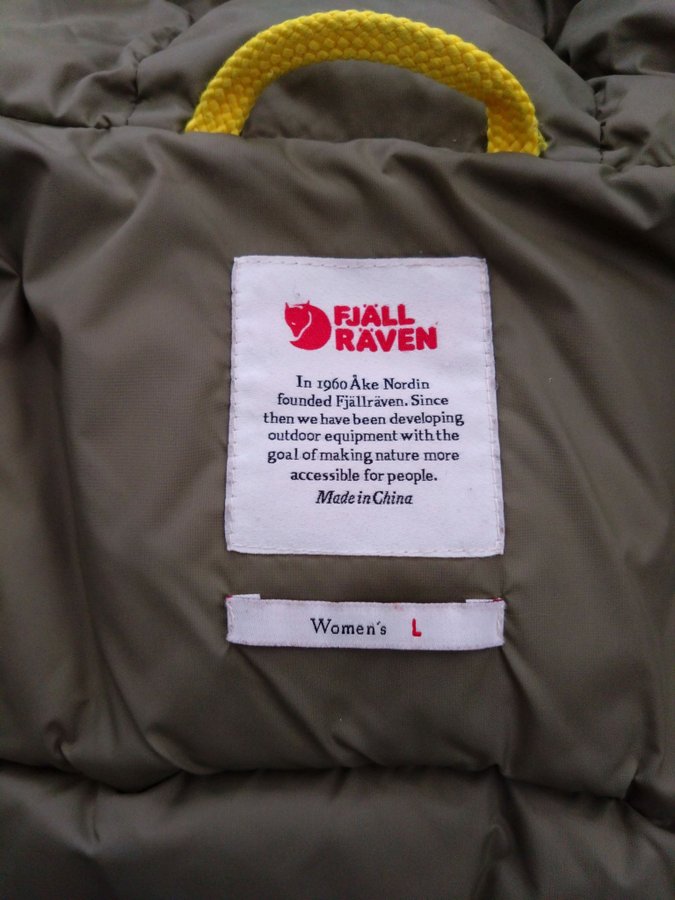 FJÄLL
RÄVEN
In 1960 Åke Nordin
founded Fjällräven. Since
then we have been developing
outdoor equipment with the
goal of making nature more
accessible for people.
Made in China
Women's L